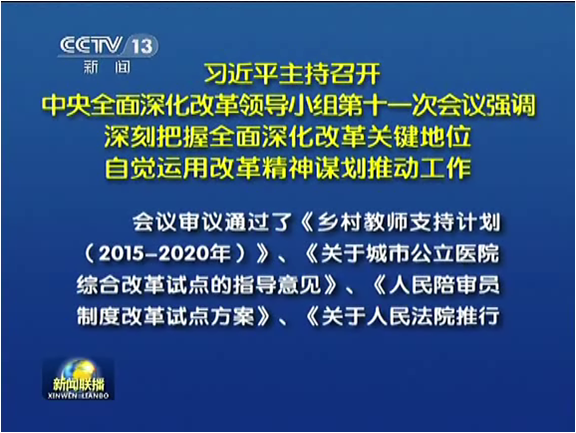 CCTV 13
新闻
习近平主持召开
中央全面深化改革领导小组第十一次会议强调
深刻把握全面深化改革关键地位
自觉运用改革精神谋划推动工作
会议审议通过了《乡村教师支持计划
（2015-2020年）》、《关于城市公立医院
综合改革试点的指导意见》、《人民陪审员
制度改革试点方案》、《关于人民法院推行
新闻联播
XINWEN LIANBO